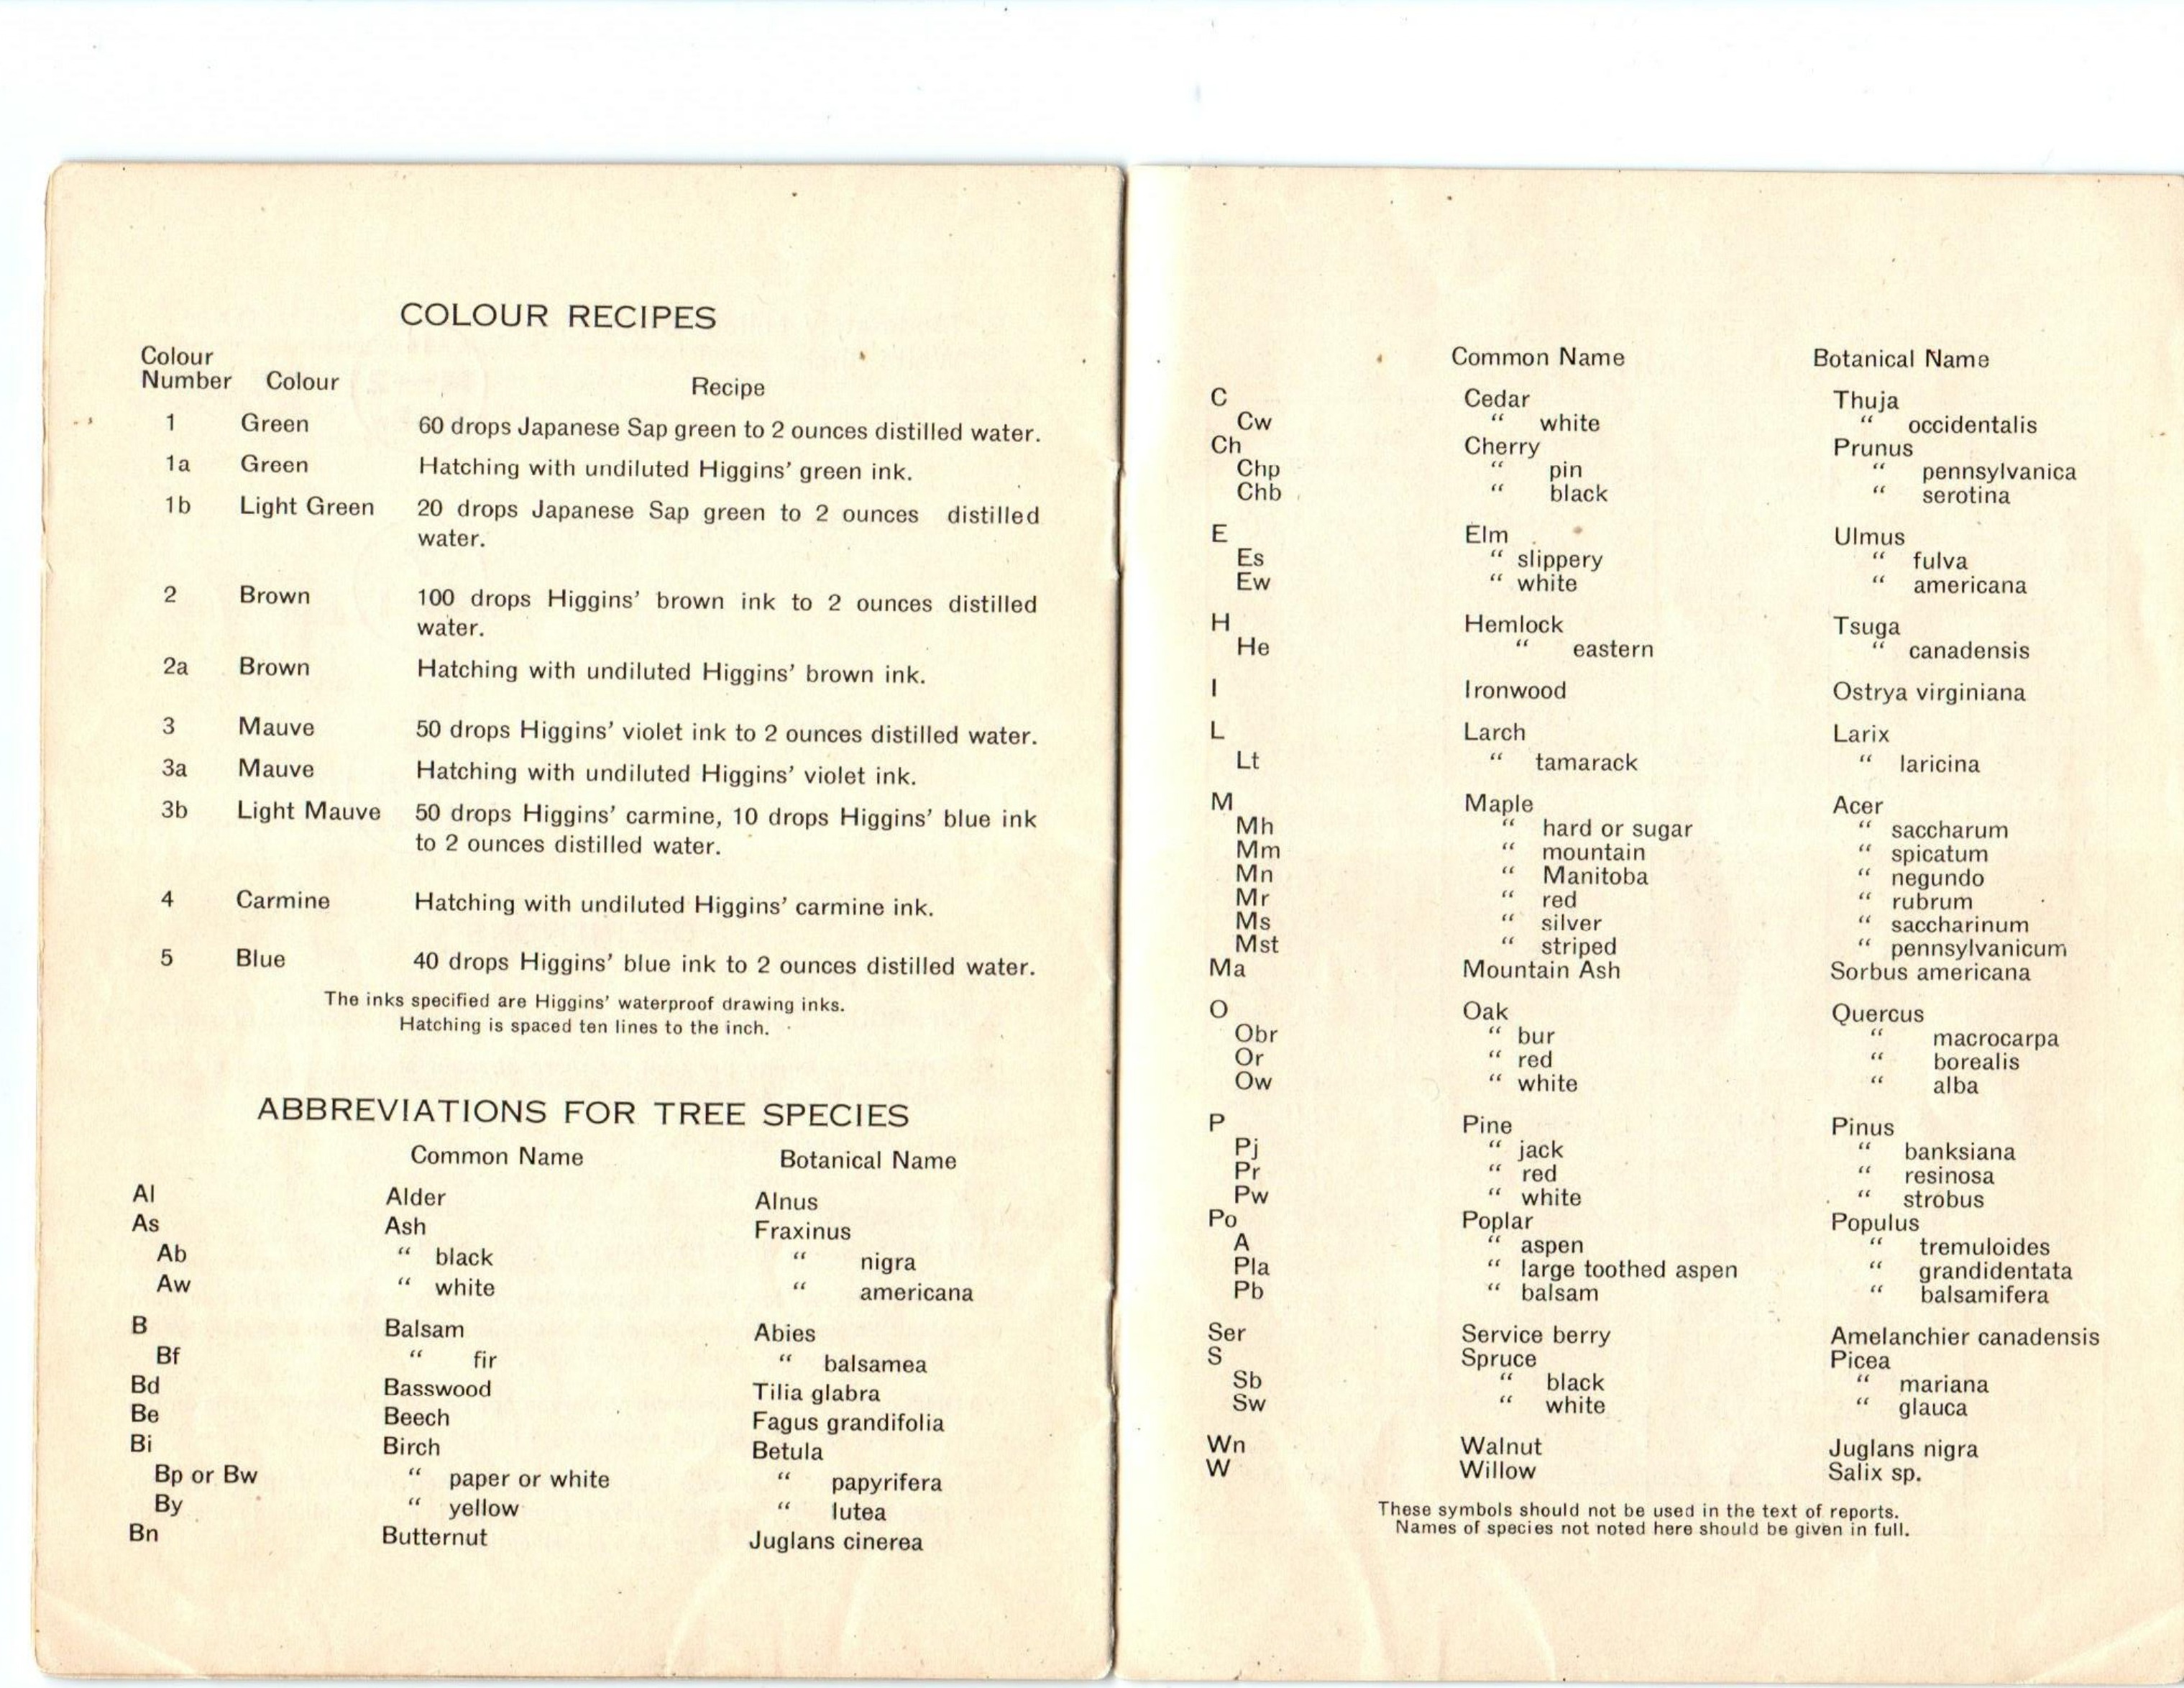 COLOUR RECIPES
Colour
Number Colour Recipe
1 Green 60 drops Japanese Sap green to 2 ounces distilled water.
1a Green Hatching with undiluted Higgins' green ink.
1b Light Green 20 drops Japanese Sap green to 2 ounces distilled
water.
2 Brown 100 drops Higgins' brown ink to 2 ounces distilled
water.
2a Brown Hatching with undiluted Higgins' brown ink.
3 Mauve 50 drops Higgins' violet ink to 2 ounces distilled water.
3a Mauve Hatching with undiluted Higgins' violet ink.
3b Light Mauve 50 drops Higgins' carmine, 10 drops Higgins' blue ink
to 2 ounces distilled water.
4 Carmine Hatching with undiluted Higgins' carmine ink.
5 Blue 40 drops Higgins' blue ink to 2 ounces distilled water.
The inks specified are Higgins' waterproof drawing inks.
Hatching is spaced ten lines to the inch.
ABBREVIATIONS FOR TREE SPECIES
Common Name Botanical Name
Al Alder Alnus
As Ash Fraxinus
Ab “ black “ nigra
Aw “ white “ americana
B Balsam Abies
Bf “ fir “ balsamea
Bd Basswood Tilia glabra
Be Beech Fagus grandifolia
Bi Birch Betula
Bp or Bw “ paper or white “ papyrifera
By “ yellow “ lutea
Bn Butternut Juglans cinerea
Common Name Botanical Name
C Cedar Thuja
Cw “ white “ occidentalis
Ch Cherry Prunus
Chp “ pin “ pennsylvanica
Chb “ black “ serotina
E Elm Ulmus
Es “ slippery “ fulva
Ew “ white “ americana
H Hemlock Tsuga
He “ eastern “ canadensis
I Ironwood Ostrya virginiana
L Larch Larix
Lt “ tamarack “ laricina
M Maple Acer
Mh “ hard or sugar “ saccharum
Mm “ mountain “ spicatum
Mn “ Manitoba “ negundo
Mr “ red “ rubrum
Ms “ silver “ saccharinum
Mst “ striped “ pennsylvanicum
Ma Mountain Ash Sorbus americana
O Oak Quercus
Obr “ bur “ macrocarpa
Or “ red “ borealis
Ow “ white “ alba
P Pine Pinus
Pj “ jack “ banksiana
Pr “ red “ resinosa
Pw “ white “ strobus
Po Poplar Populus
A “ aspen “ tremuloides
Pla “ large toothed aspen “ grandidentata
Pb “ balsam “ balsamifera
Ser Service berry Amelanchier canadensis
S Spruce Picea
Sb “ black “ mariana
Sw “ white “ glauca
Wn Walnut Juglans nigra
W Willow Salix sp.
These symbols should not be used in the text of reports.
Names of species not noted here should be given in full.